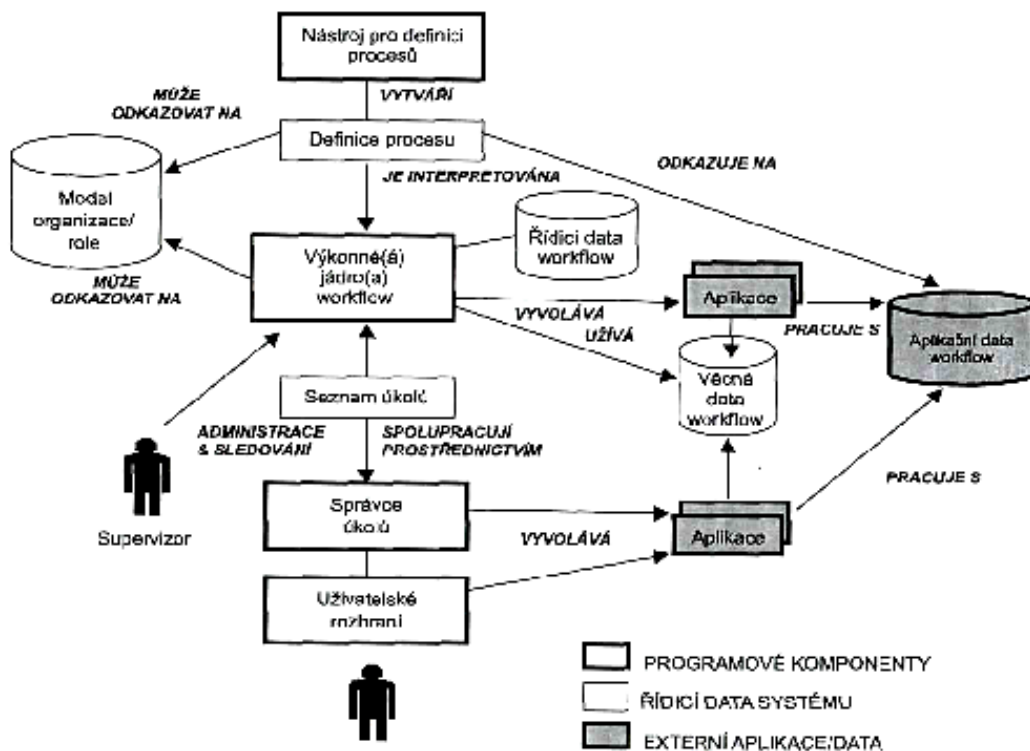 Nástroj pro definici
procesů
VYTVÁŘÍ
MŮŽE
ODKAZOVAT NA
Definice procesu
ODKAZUJE NA
JE INTERPRETOVÁNA
Model
organizace/
role
Řídicí data
workflow
Výkonné(á)
jádro(a)
workflow
MŮŽE
ODKAZOVAT NA
Aplikace
VYVOLÁVÁ
UŽÍVÁ
PRACUJE S
Aplikační data
workflow
Věcná
data
workflow
Seznam úkolů
ADMINISTRACE
& SLEDOVÁNÍ
SPOLUPRACUJÍ
PROSTŘEDNICTVÍM
PRACUJE S
Správce
úkolů
Supervizor
VYVOLÁVÁ
Aplikace
Uživatelské
rozhraní
PROGRAMOVÉ KOMPONENTY
ŘÍDICÍ DATA SYSTÉMU
EXTERNÍ APLIKACE/DATA